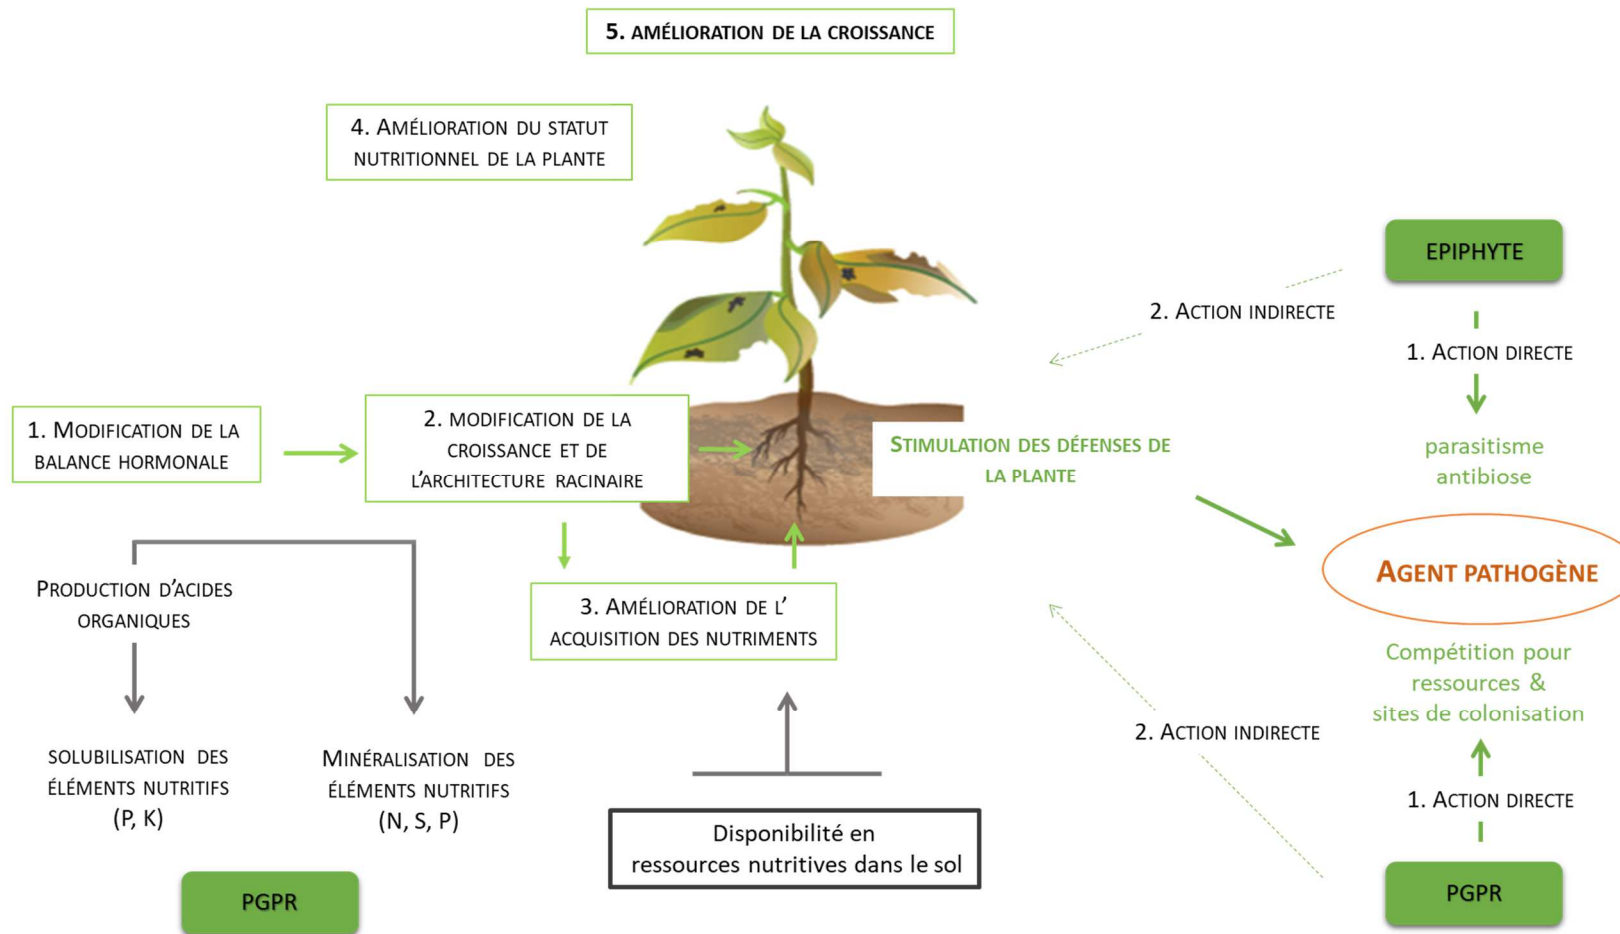 5. AMÉLIORATION DE LA CROISSANCE
4. AMÉLIORATION DU STATUT
NUTRITIONNEL DE LA PLANTE
EPIPHYTE
2. ACTION INDIRECTE
1. ACTION DIRECTE
parasitisme
antibiose
1. MODIFICATION DE LA
BALANCE HORMONALE
2. MODIFICATION DE LA
CROISSANCE ET DE
L'ARCHITECTURE RACINAIRE
STIMULATION DES DÉFENSES DE
LA PLANTE
AGENT PATHOGÈNE
PRODUCTION D'ACIDES
ORGANIQUES
3. AMÉLIORATION DE L'
ACQUISITION DES NUTRIMENTS
Compétition pour
ressources &
sites de colonisation
2. ACTION INDIRECTE
1. ACTION DIRECTE
SOLUBILISATION DES
ÉLÉMENTS NUTRITIFS
(P, K)
MINÉRALISATION DES
ÉLÉMENTS NUTRITIFS
(N, S, P)
Disponibilité en
ressources nutritives dans le sol
PGPR
PGPR